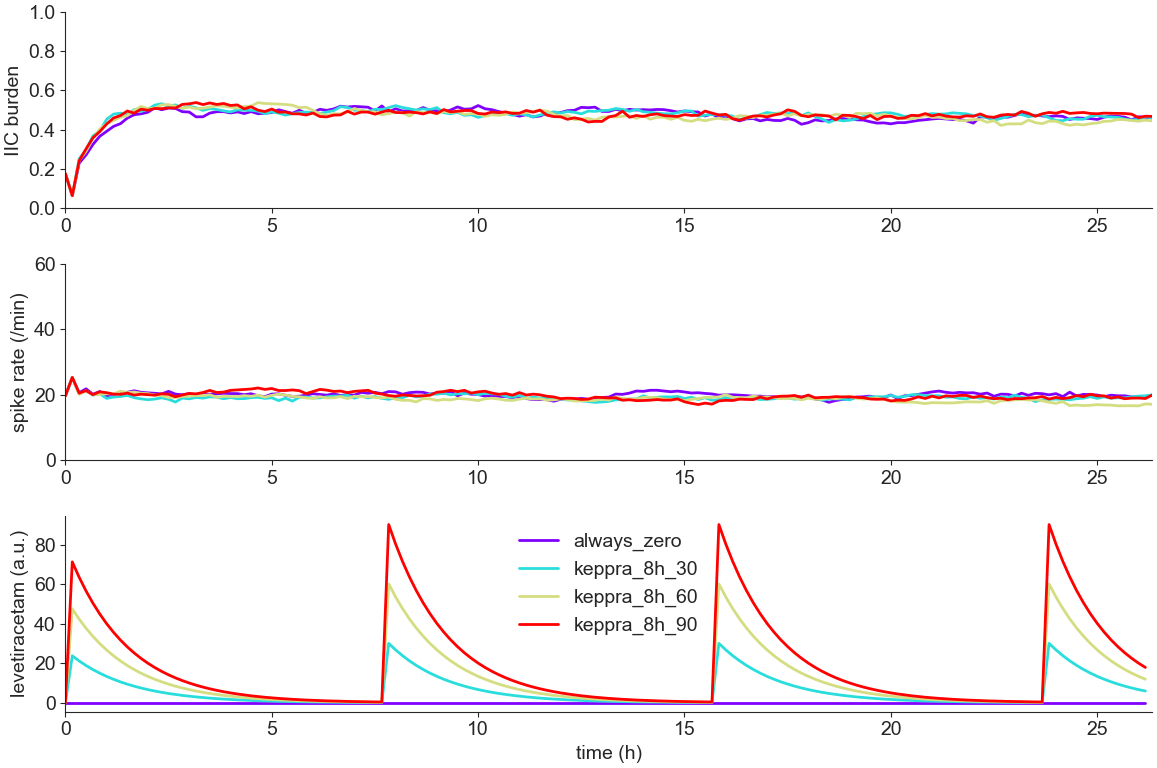 IIC burden
1.0
0.8
0.6
0.4
0.2
0.0
0 5 10 15 20 25
spike rate (/min)
60
40
20
0
0 5 10 15 20 25
levetiracetam (a.u.)
80
60
40
20
0
always_zero
keppra_8h_30
keppra_8h_60
keppra_8h_90
0 5 10 15 20 25
time (h)